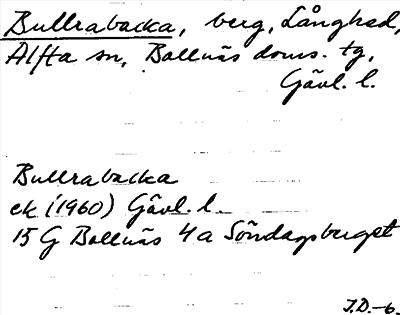 Bullrabacka, berg, Långhed,
Alfta sn, Bollnäs doms. tg,
Gävl. l.
Bullrabacka
ek (1960) Gävl. l.
15 G Bollnäs 4 a Söndagsberget
J.D.-6.